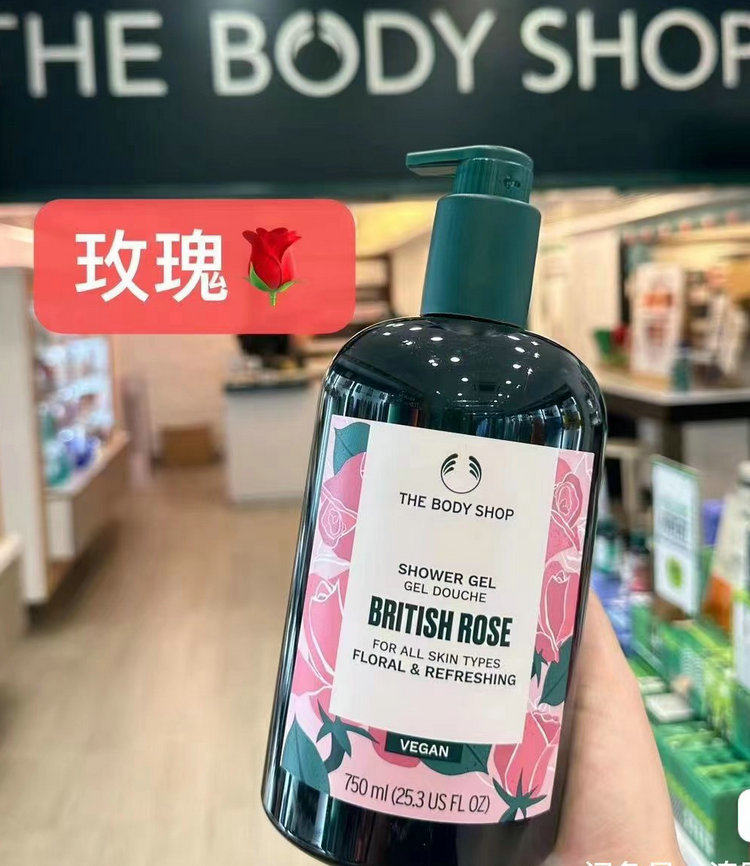 THE BODY SHOP
玫瑰
THE BODY SHOP
SHOWER GEL
GEL DOUCHE
BRITISH ROSE
FOR ALL SKIN TYPES
FLORAL & REFRESHING
VEGAN
750 ml (25.3 US FL OZ)